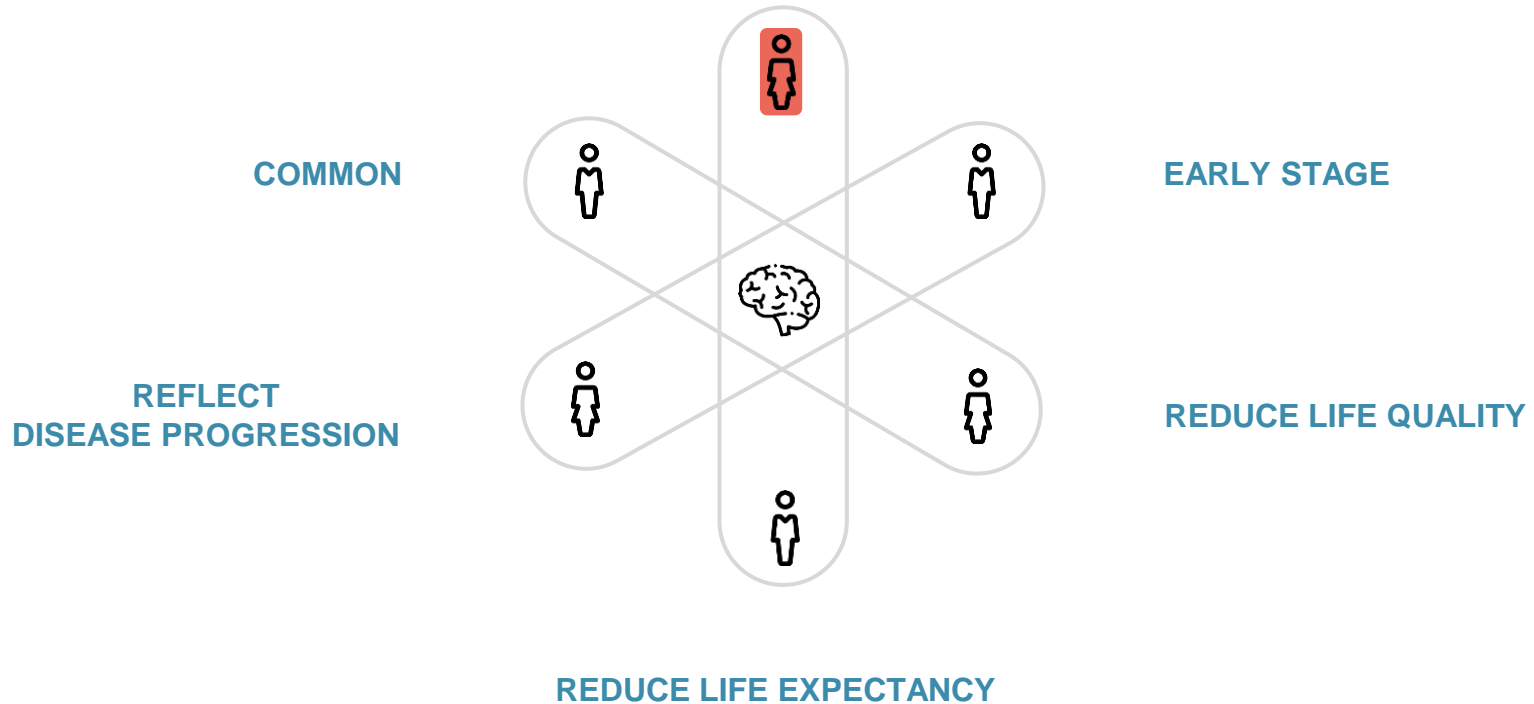 COMMON
EARLY STAGE
REFLECT
DISEASE PROGRESSION
REDUCE LIFE QUALITY
REDUCE LIFE EXPECTANCY